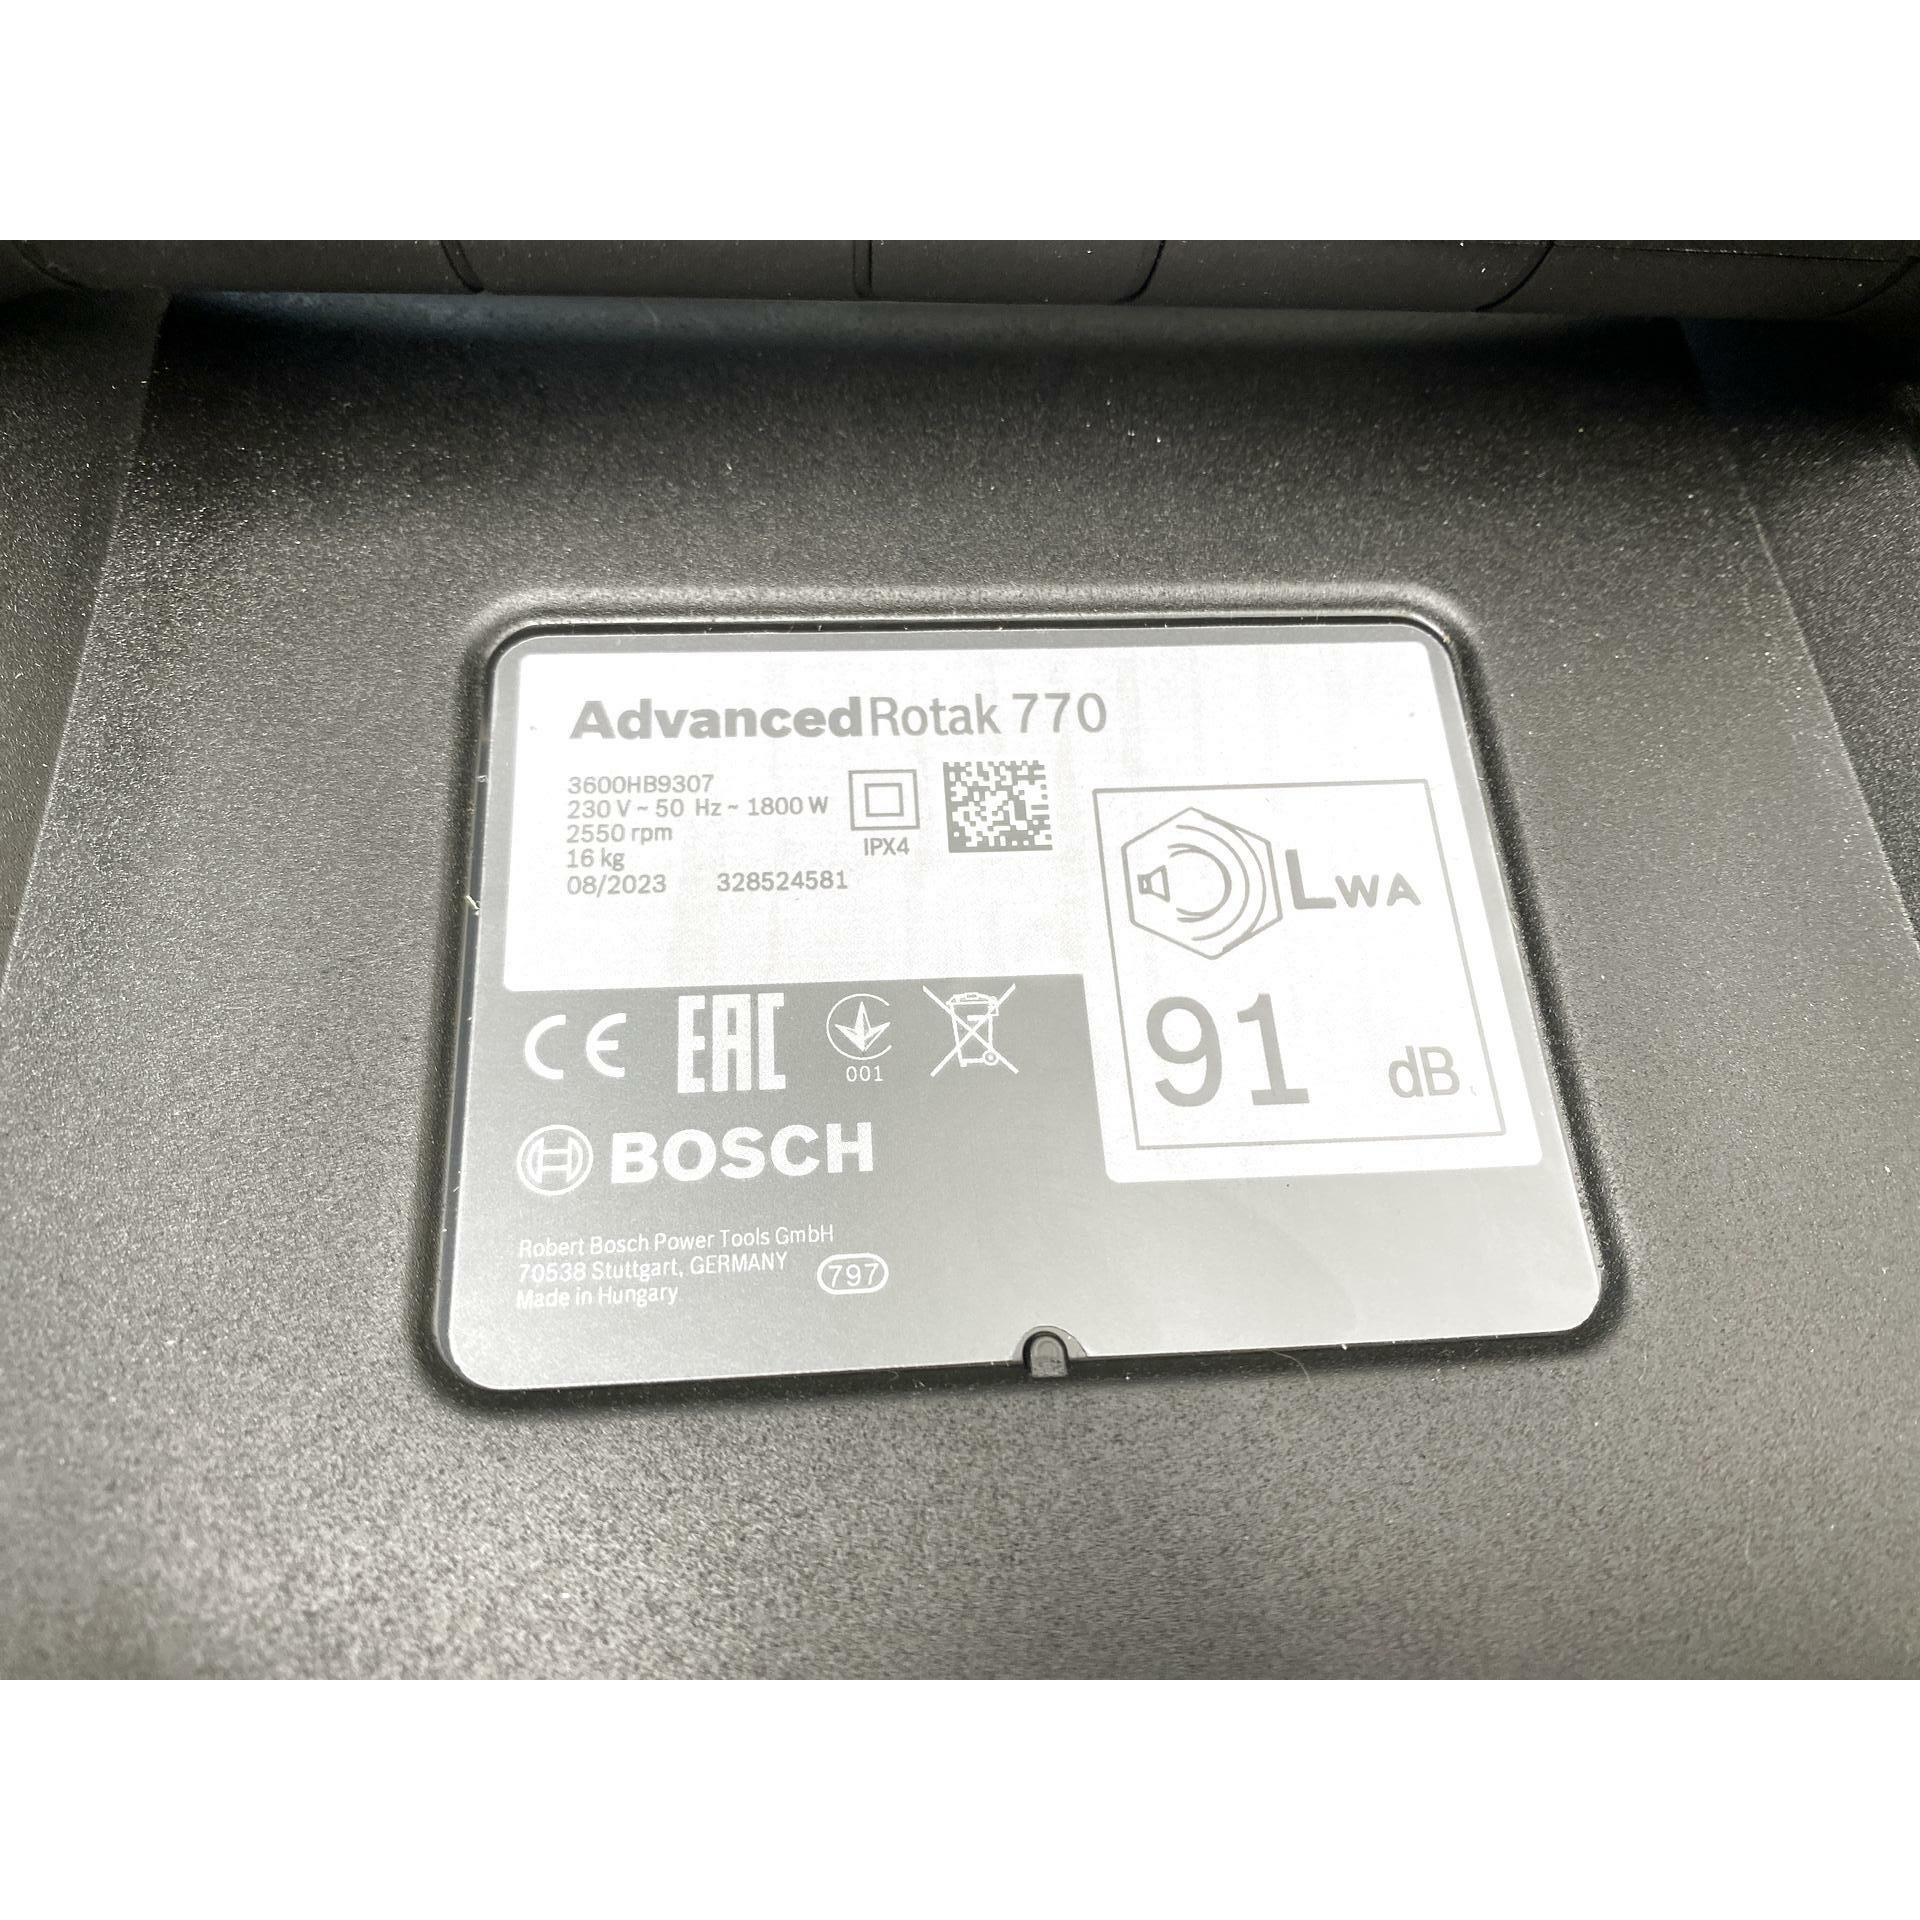 AdvancedRotak 770
3600HB9307
230 V ~ 50 Hz ~ 1800 W
2550 rpm
16 kg
08/2023 328524581
IPX4
LWA
91 dB
CE EAC
001
BOSCH
Robert Bosch Power Tools GmbH
70538 Stuttgart, GERMANY
Made in Hungary
797